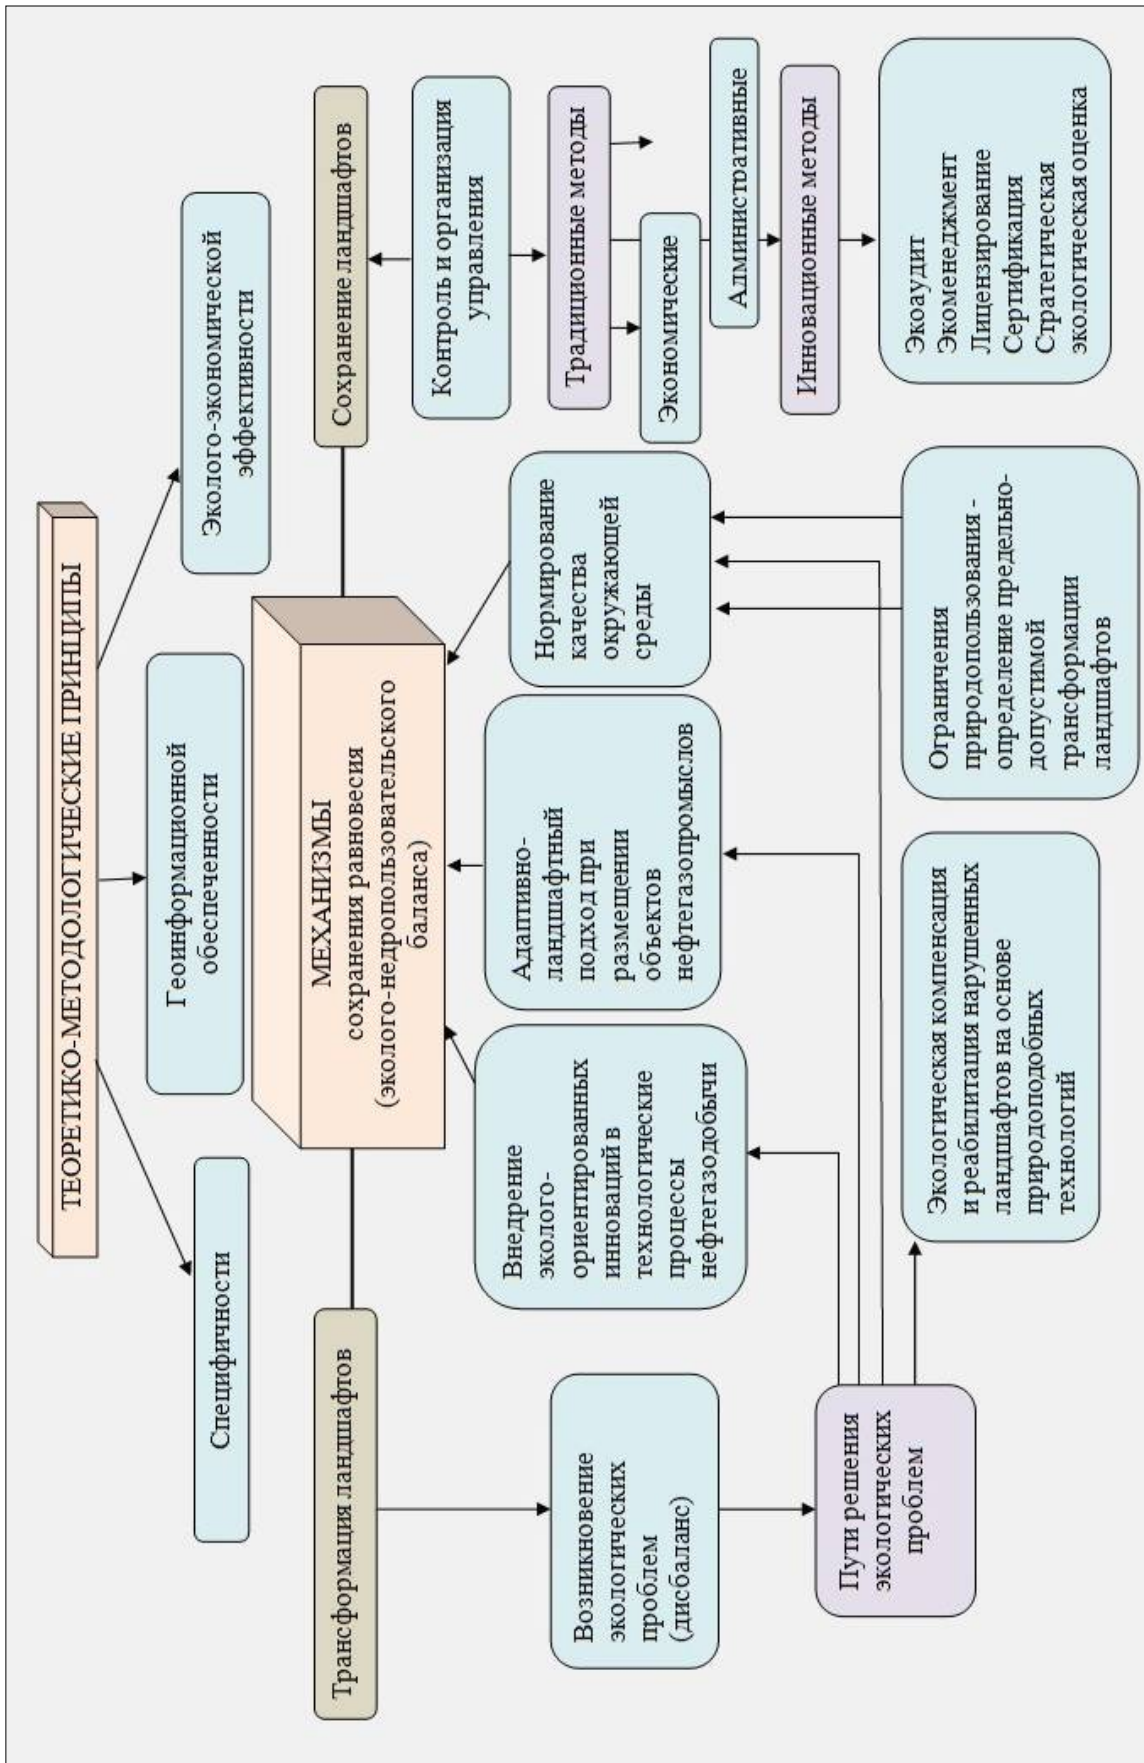 ТЕОРЕТИКО-МЕТОДОЛОГИЧЕСКИЕ ПРИНЦИПЫ
Специфичности
Геоинформационной
обеспеченности
Эколого-экономической
эффективности
Трансформация ландшафтов
МЕХАНИЗМЫ
сохранения равновесия
(эколого-недропользовательского
баланса)
Сохранение ландшафтов
Возникновение
экологических
проблем
(дисбаланс)
Внедрение
эколого-
ориентированных
инноваций в
технологические
процессы
нефтегазодобычи
Адаптивно-
ландшафтный
подход при
размещении
объектов
нефтегазопромыслов
Нормирование
качества
окружающей
среды
Контроль и организация
управления
Традиционные методы
Экономические
Административные
Инновационные методы
Пути решения
экологических
проблем
Экологическая компенсация
и реабилитация нарушенных
ландшафтов на основе
природоподобных
технологий
Ограничения
природопользования -
определение предельно-
допустимой
трансформации
ландшафтов
Экоаудит
Экоменеджмент
Лицензирование
Сертификация
Стратегическая
экологическая оценка